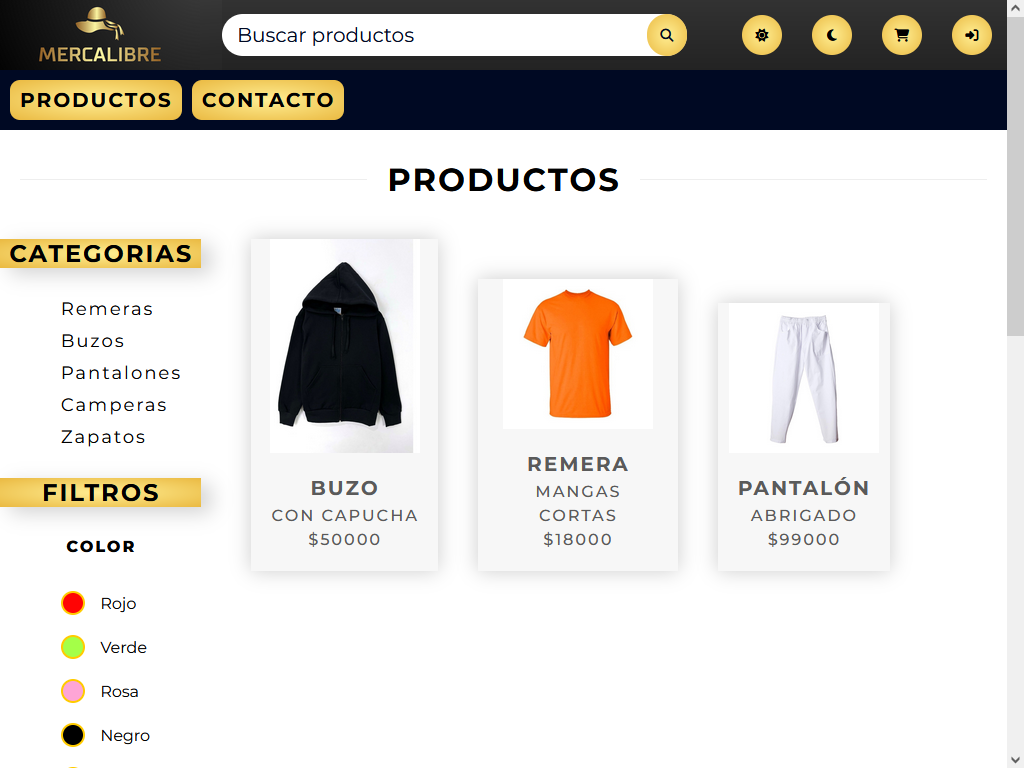 MERCALIBRE
Buscar productos
PRODUCTOS
CONTACTO
PRODUCTOS
CATEGORIAS
Remeras
Buzos
Pantalones
Camperas
Zapatos
FILTROS
COLOR
Rojo
Verde
Rosa
Negro
BUZO
CON CAPUCHA
$50000
REMERA
MANGAS
CORTAS
$18000
PANTALÓN
ABRIGADO
$99000